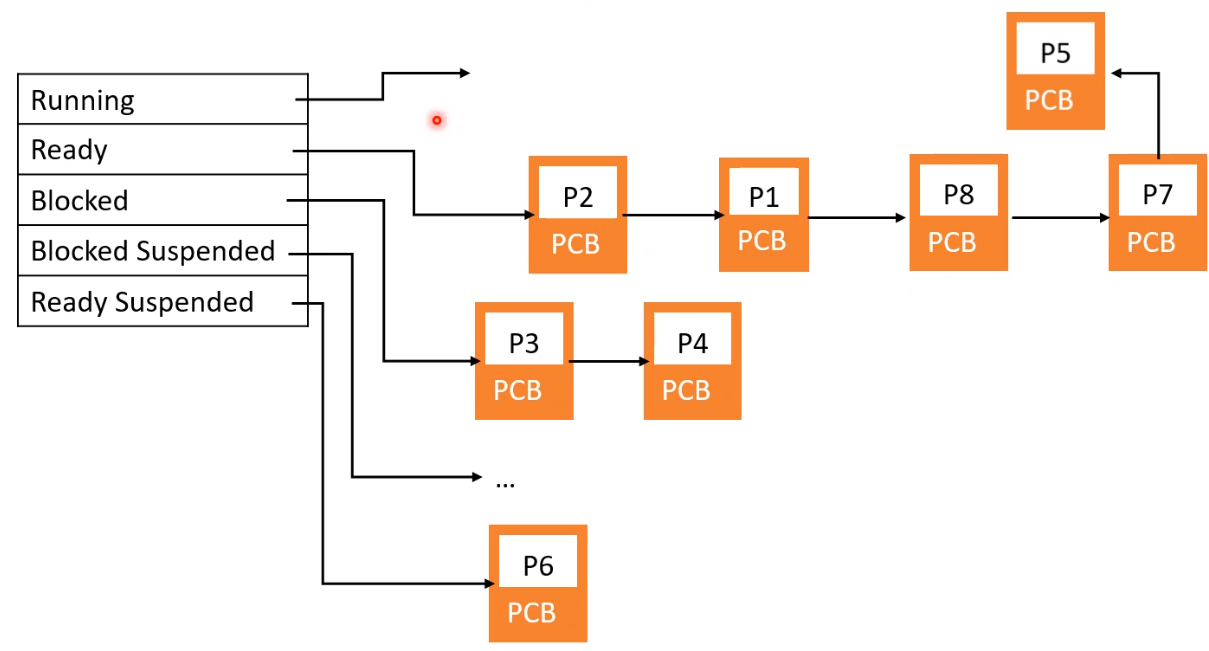 Running
Ready
Blocked
Blocked Suspended
Ready Suspended
P5
PCB
P2
PCB
P1
PCB
P8
PCB
P7
PCB
P3
PCB
P4
PCB
...
P6
PCB